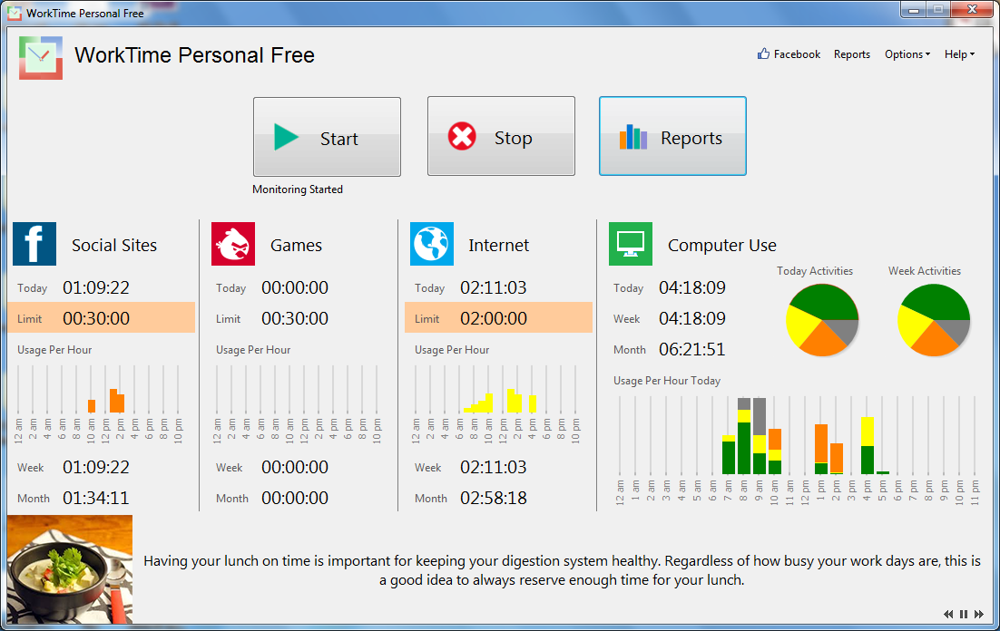 WorkTime Personal Free
WorkTime Personal Free
Facebook Reports Options Help
Start Stop Reports
Monitoring Started
Social Sites
Today 01:09:22
Limit 00:30:00
Usage Per Hour
12 am 2 am 4 am 6 am 8 am 10 am 12 pm 2 pm 4 pm 6 pm 8 pm 10 pm
Week 01:09:22
Month 01:34:11
Games
Today 00:00:00
Limit 00:30:00
Usage Per Hour
12 am 2 am 4 am 6 am 8 am 10 am 12 pm 2 pm 4 pm 6 pm 8 pm 10 pm
Week 00:00:00
Month 00:00:00
Internet
Today 02:11:03
Limit 02:00:00
Usage Per Hour
12 am 2 am 4 am 6 am 8 am 10 am 12 pm 2 pm 4 pm 6 pm 8 pm 10 pm
Week 02:11:03
Month 02:58:18
Computer Use
Today 04:18:09
Week 04:18:09
Month 06:21:51
Today Activities Week Activities
Usage Per Hour Today
12 am 1 am 2 am 3 am 4 am 5 am 6 am 7 am 8 am 9 am 10 am 11 am 12 pm 1 pm 2 pm 3 pm 4 pm 5 pm 6 pm 7 pm 8 pm 9 pm 10 pm 11 pm
Having your lunch on time is important for keeping your digestion system healthy. Regardless of how busy your work days are, this is
a good idea to always reserve enough time for your lunch.